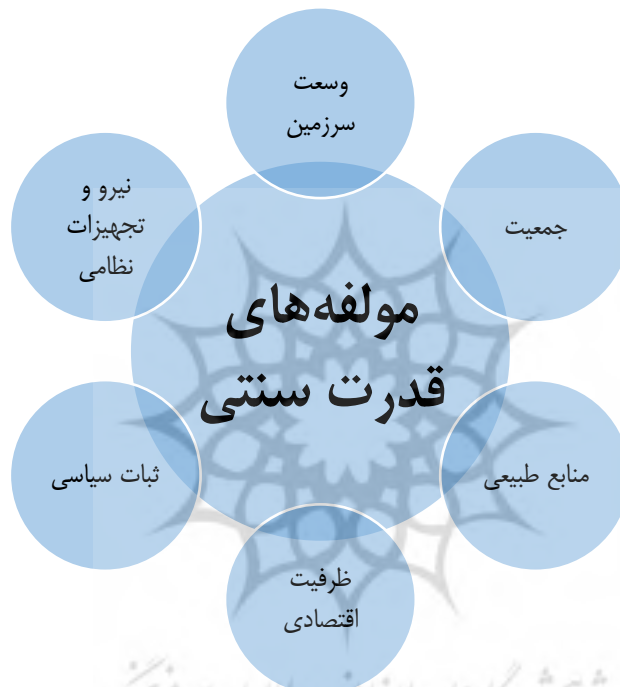 وسعت
سرزمین
جمعیت
منابع طبیعی
ظرفیت
اقتصادی
ثبات سیاسی
نیرو و
تجهیزات
نظامی
مولفه‌های
قدرت سنتی